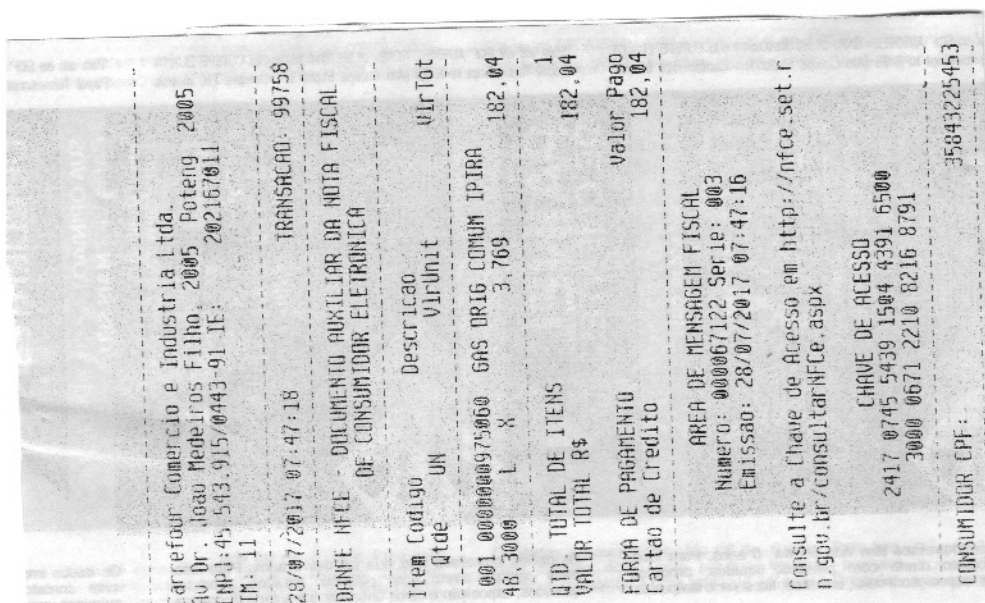 Carrefour Comercio e Industria Ltda.
Av Dr. Joao Medeiros Filho, 2005 Poteng 2005
CNPJ:45.543.915/0443-91 IE: 202167011
IM: 11
28/07/2017 07:47:18 TRANSACAO: 99758
DANFE NFCE - DOCUMENTO AUXILIAR DA NOTA FISCAL
DE CONSUMIDOR ELETRONICA
Item Codigo Descricao
Qtde UN VlrUnit VlrTot
001 0000000975060 GAS ORIG COMUM IPIRA
48,3000 L X 3.769 182,04
QTD TOTAL DE ITENS 1
VALOR TOTAL R$ 182,04
FORMA DE PAGAMENTO Valor Pago
Cartao de Credito 182,04
AREA DE MENSAGEM FISCAL
Numero: 000067122 Serie: 003
Emissao: 28/07/2017 07:47:16
Consulte a Chave de Acesso em http://nfce.set.r
n.gov.br/consultarNFCe.aspx
CHAVE DE ACESSO
2417 0745 5439 1504 4391 6500
3000 0671 2210 8216 8791
CONSUMIDOR CPF: 35843225453